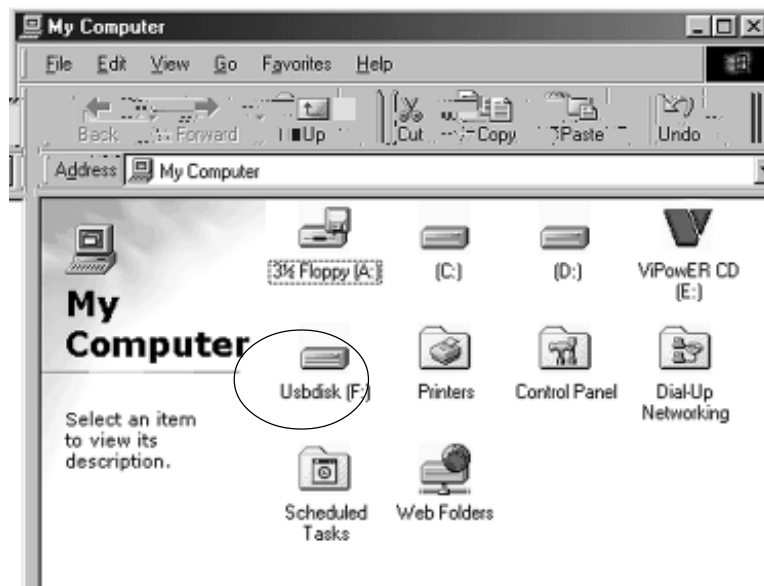 My Computer
File Edit View Go Favorites Help
Back Forward Up Cut Copy Paste Undo
Address My Computer
3½ Floppy (A:) (C:) (D:) ViPowER CD (E:)
My Computer
Usbdisk (F:) Printers Control Panel Dial-Up Networking
Select an item
to view its
description.
Scheduled Tasks Web Folders